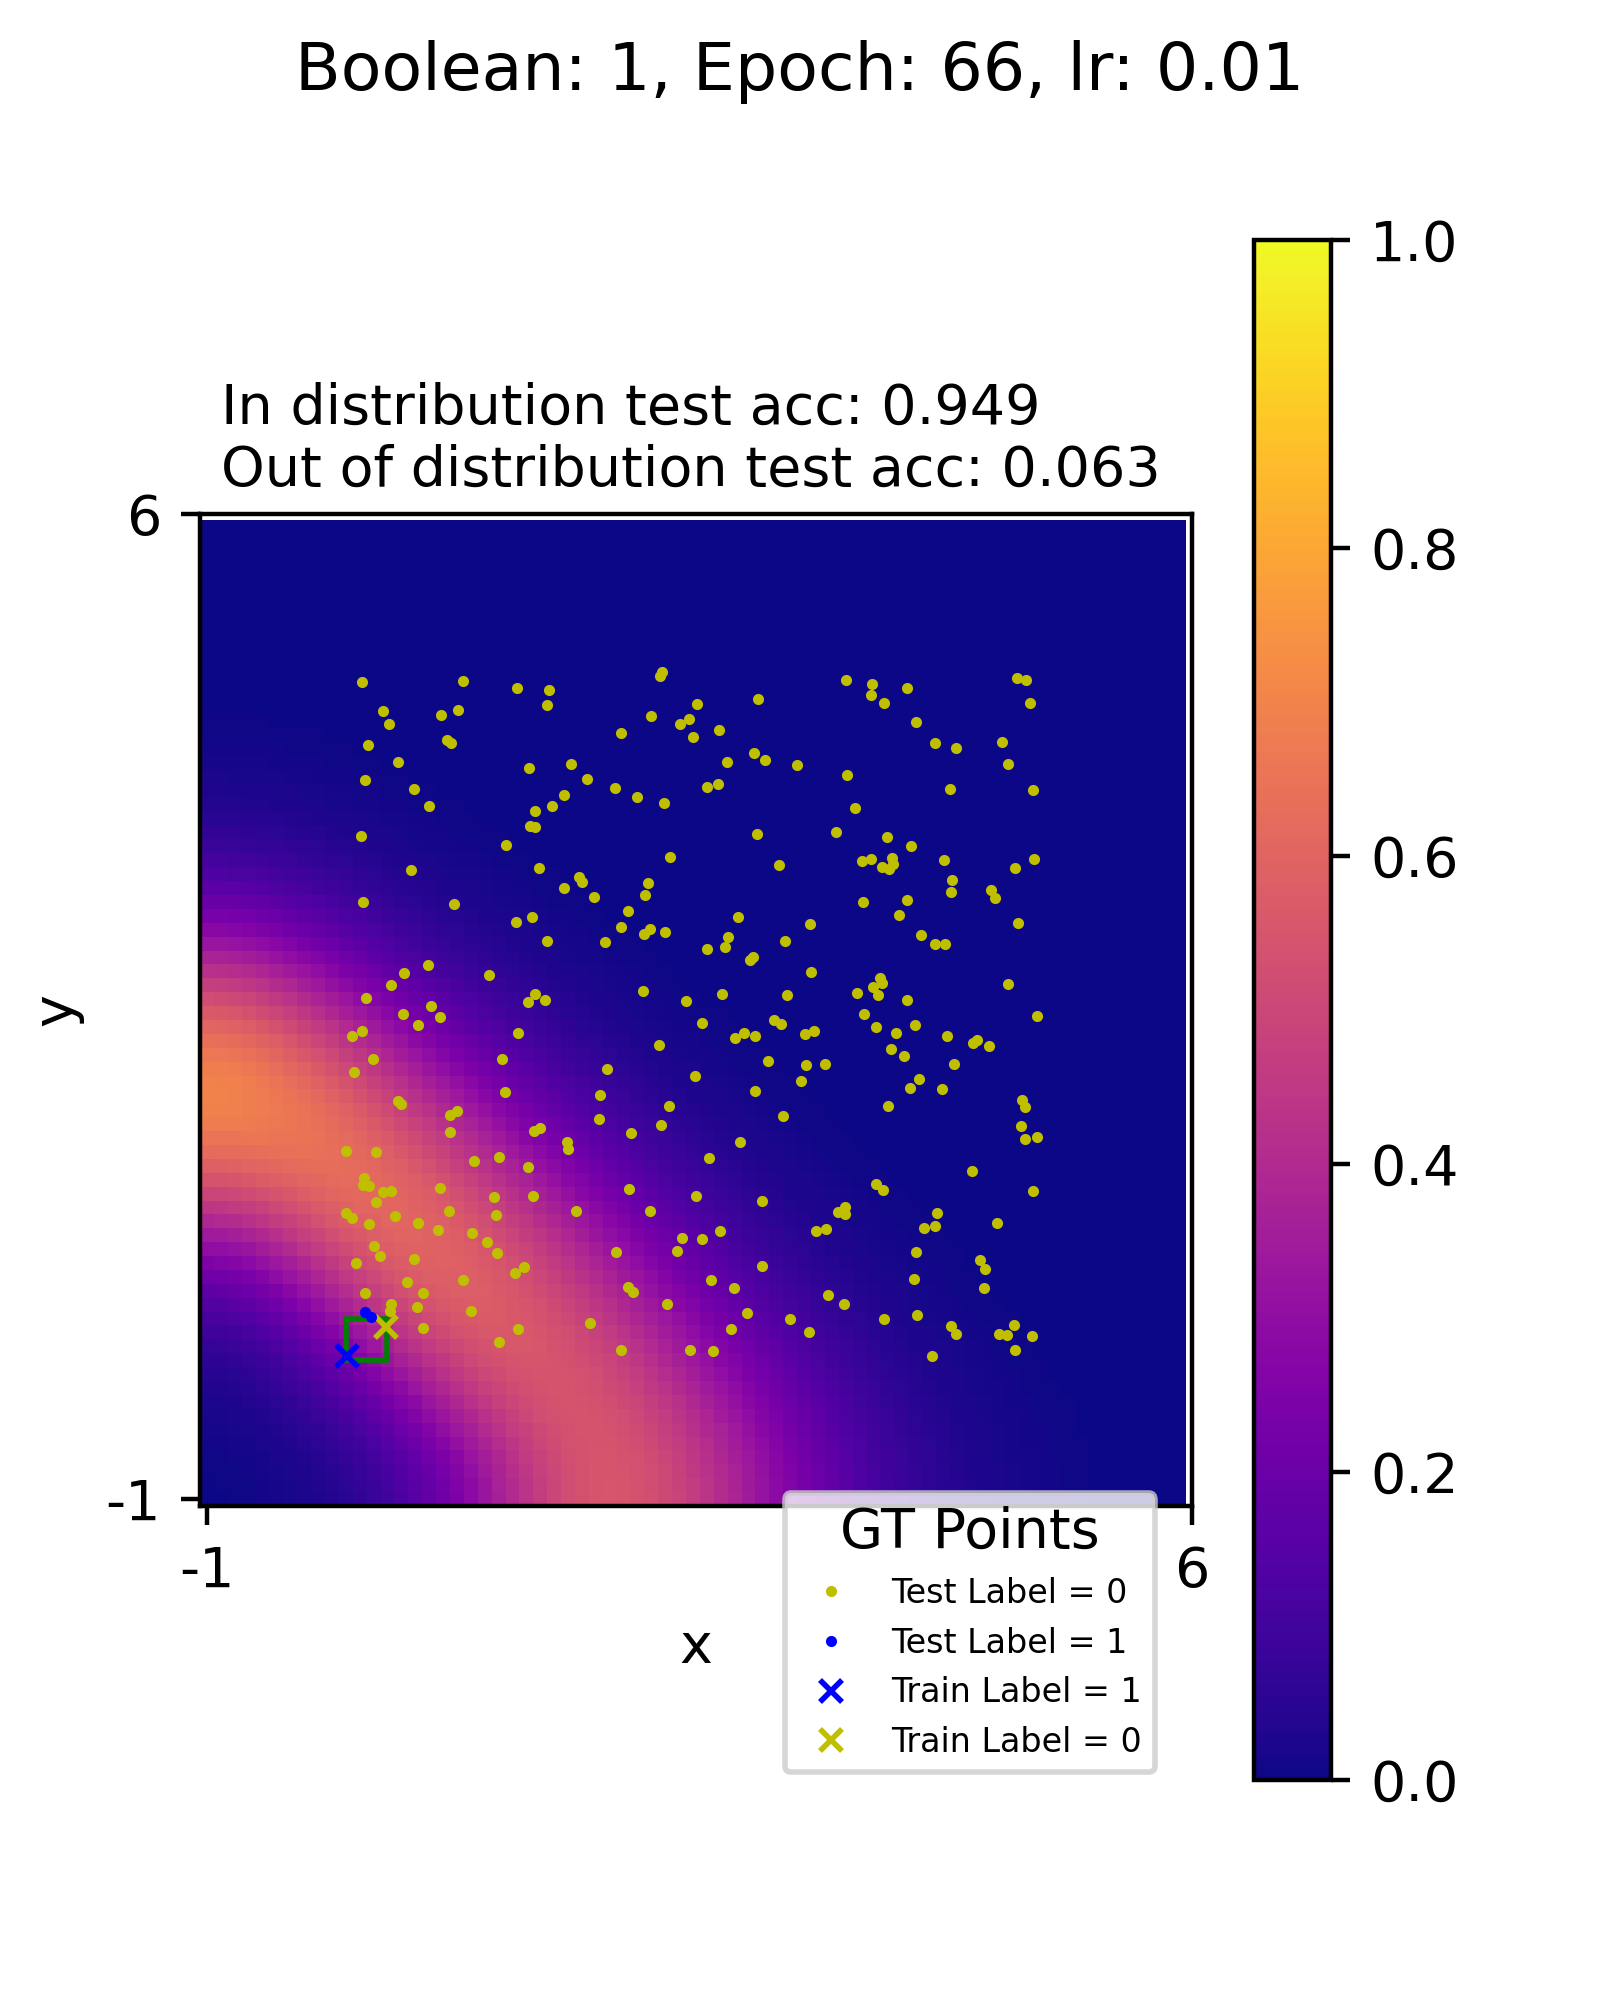 Boolean: 1, Epoch: 66, lr: 0.01
In distribution test acc: 0.949
Out of distribution test acc: 0.063
1.0
0.8
0.6
0.4
0.2
0.0
6
y
-1
-1
6
x
GT Points
Test Label = 0
Test Label = 1
Train Label = 1
Train Label = 0